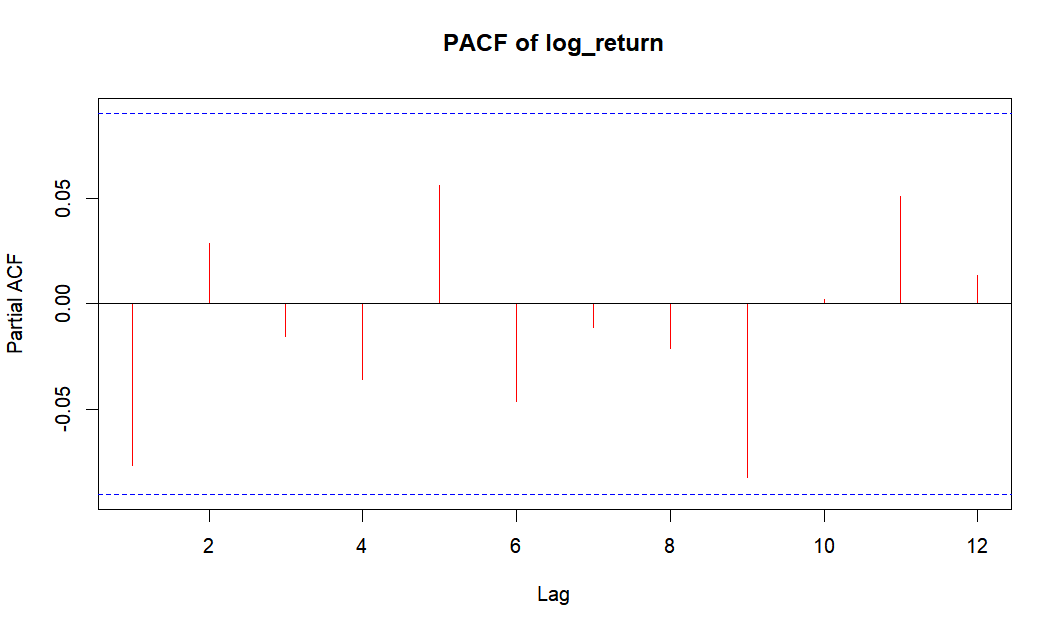 PACF of log_return
Partial ACF
0.05
0.00
-0.05
2 4 6 8 10 12
Lag